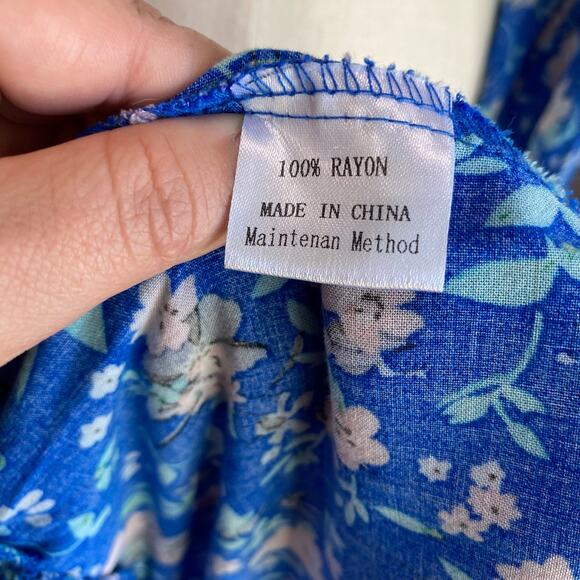 100% RAYON
MADE IN CHINA
Maintenan Method